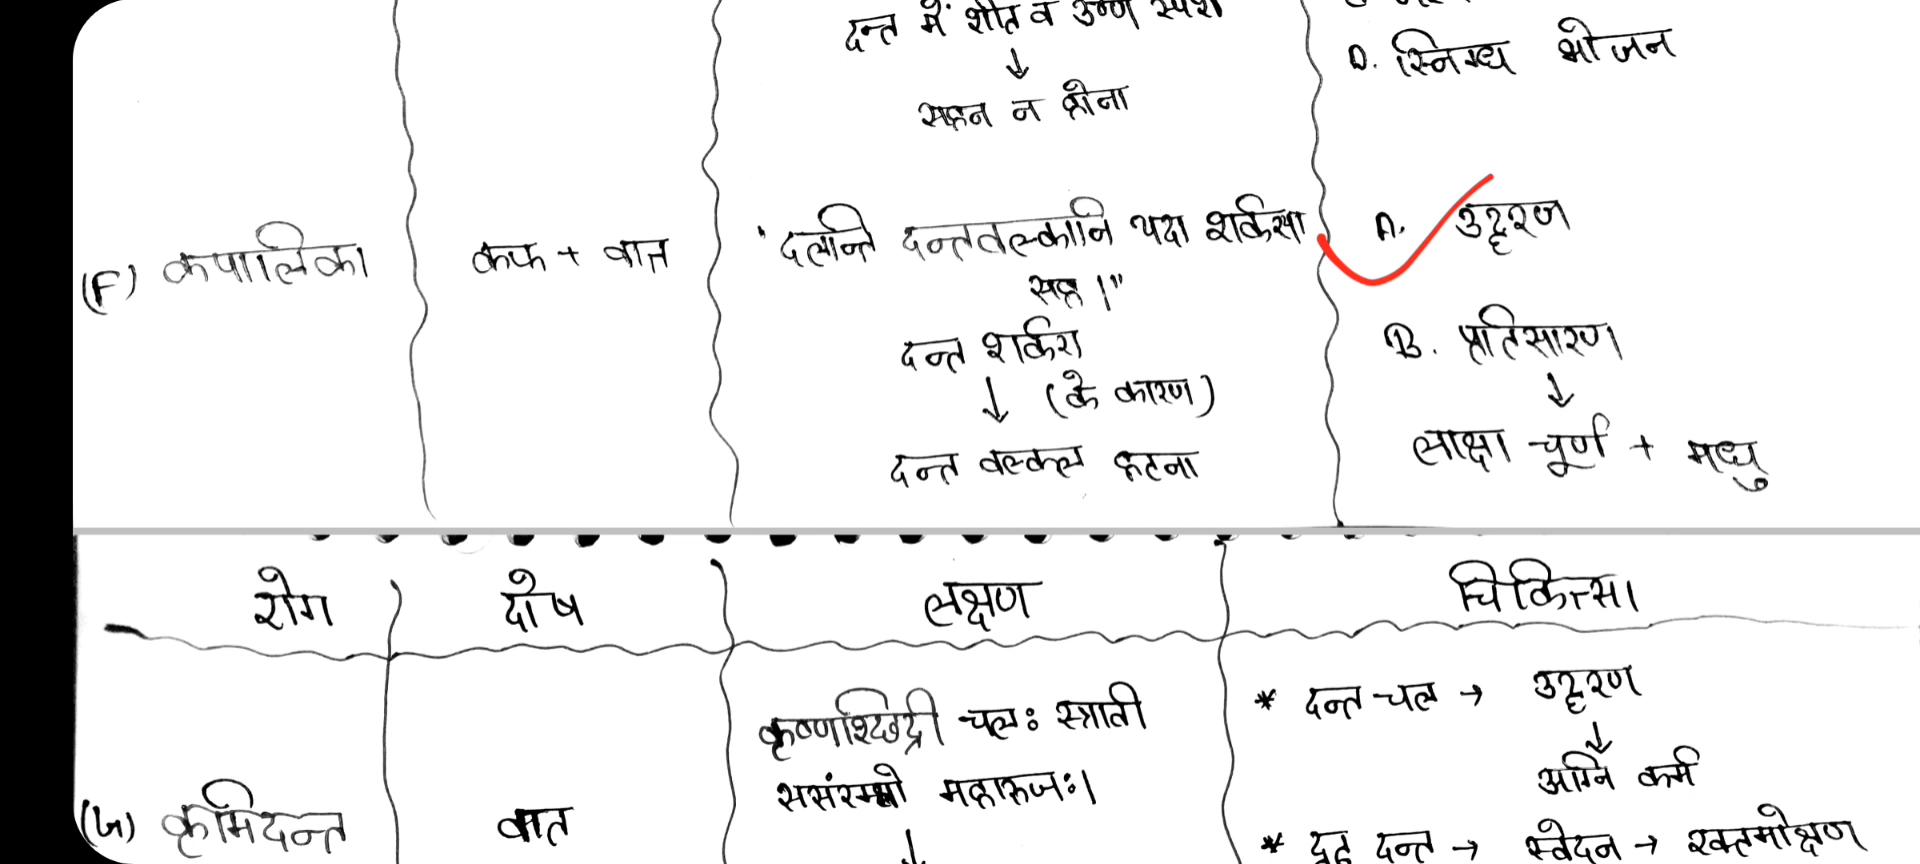 दन्त में शीत व उष्ण स्पर्श
↓
सहन न होना
D. स्निग्ध भोजन
(F) कपालिका
कफ + वात
"दलन्ति दन्तवल्कानि यदा शर्करया
सह।"
दन्त शर्करा
↓ (के कारण)
दन्त वल्कल हटना
A. उद्धरण
B. प्रतिसारण
↓
लाक्षा चूर्ण + मधु
रोग दोष लक्षण चिकित्सा
(G) कृमिदन्त
वात
कृष्णश्छिद्री चलः स्त्रावी
ससंरम्भो महारुजः।
↓
* दन्त चल → उद्धरण
↓
अग्नि कर्म
* दृढ़ दन्त → स्वेदन → रक्तमोक्षण